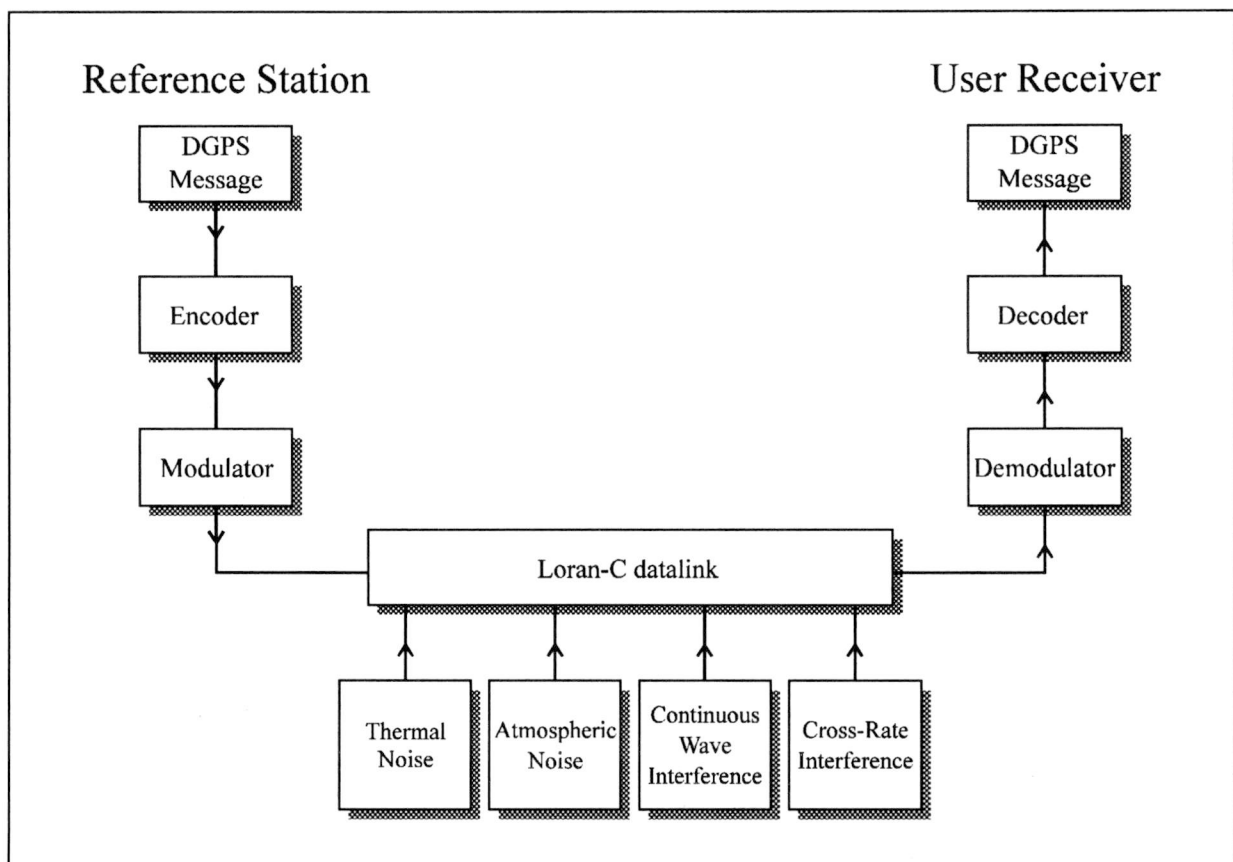 Reference Station
User Receiver
DGPS
Message
DGPS
Message
Encoder
Decoder
Modulator
Demodulator
Loran-C datalink
Thermal
Noise
Atmospheric
Noise
Continuous
Wave
Interference
Cross-Rate
Interference